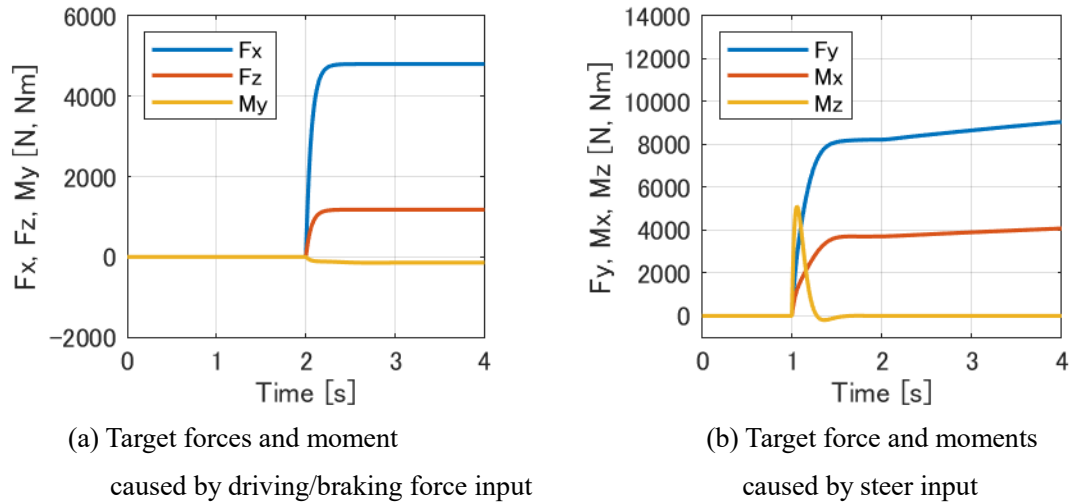 6000
4000
2000
0
−2000
Fx, Fz, My [N, Nm]
Fx
Fz
My
0 1 2 3 4
Time [s]
(a) Target forces and moment
caused by driving/braking force input
14000
12000
10000
8000
6000
4000
2000
0
Fy, Mx, Mz [N, Nm]
Fy
Mx
Mz
0 1 2 3 4
Time [s]
(b) Target force and moments
caused by steer input